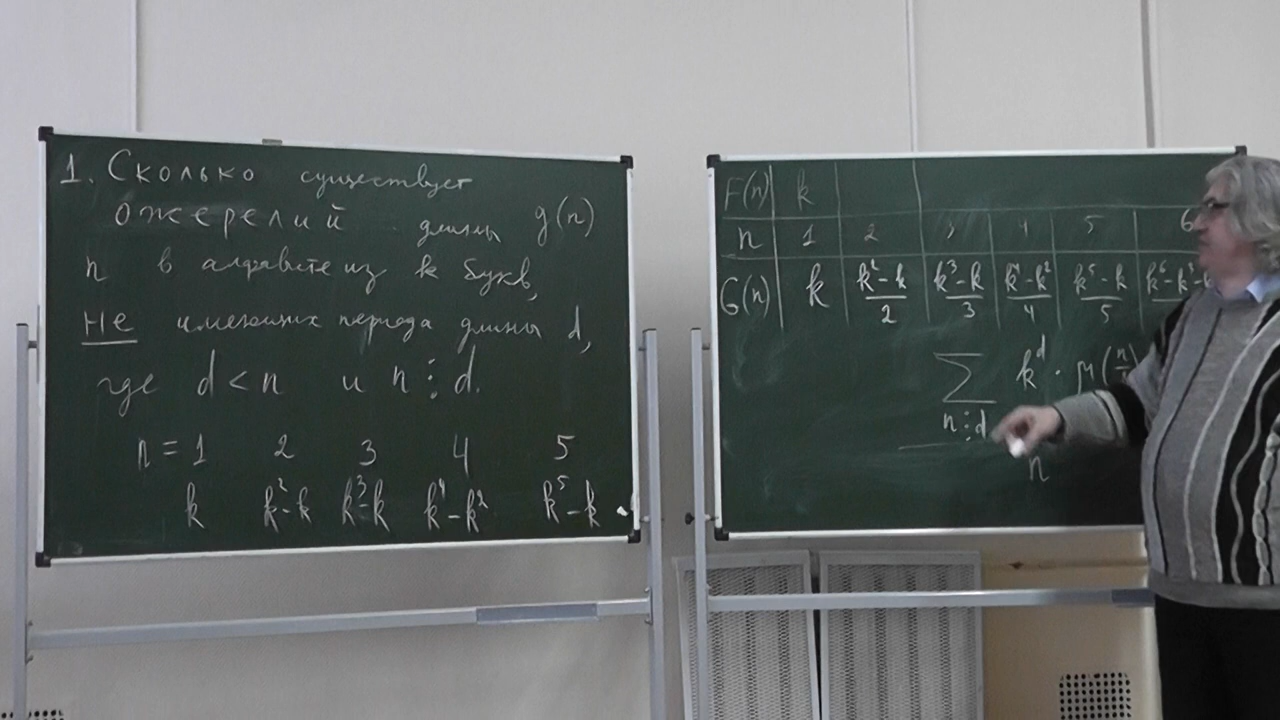 1. Сколько существует
ожерелий длины g(n)
n в алфавите из k букв,
не имеющих периода длины d,
где d < n и n ⋮ d.
n = 1 2 3 4 5
k k²-k k³-k k⁴-k² k⁵-k
F(n) k
n 1 2 3 4 5 6
G(n) k (k²-k)/2 (k³-k)/3 (k⁴-k²)/4 (k⁵-k)/5 k⁶-k³-k
∑ k^d · μ(n/
n ⋮ d
n